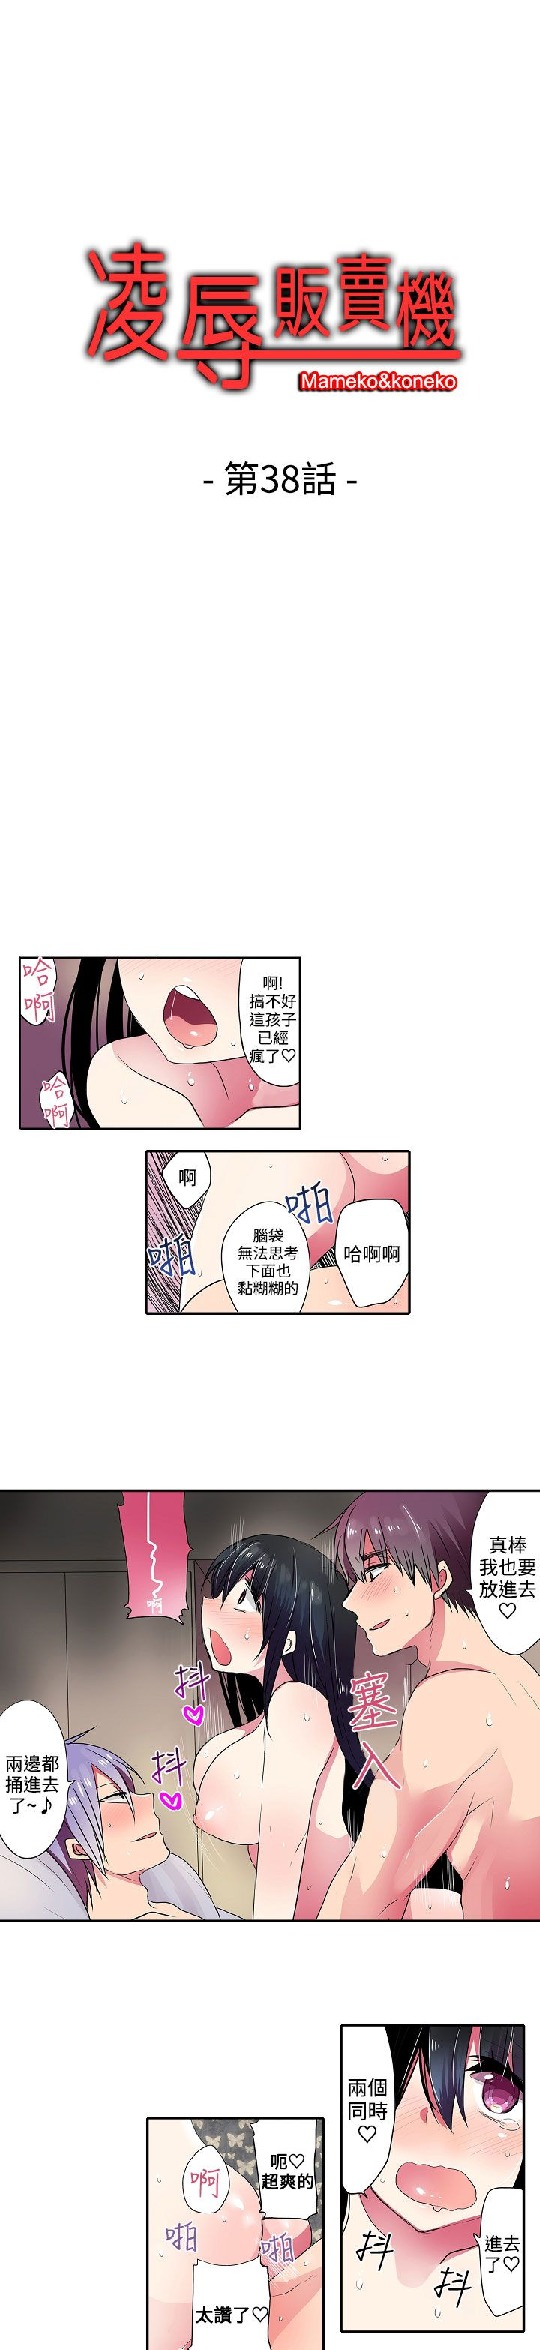 凌辱販賣機
Mameko&koneko
- 第38話 -
哈
啊
啊!
搞不好
這孩子
已經
瘋了♡
哈
啊
啊
啪
腦袋
無法思考
下面也
黏糊糊的
哈啊啊
啪
真棒
我也要
放進去
♡
啊
抖
塞
入
兩邊都
捅進去
了~♪
抖
兩個
同時
♡
呃♡
超爽的
啊
啪
啪
進去
了♡
抖
抖
太讚了♡